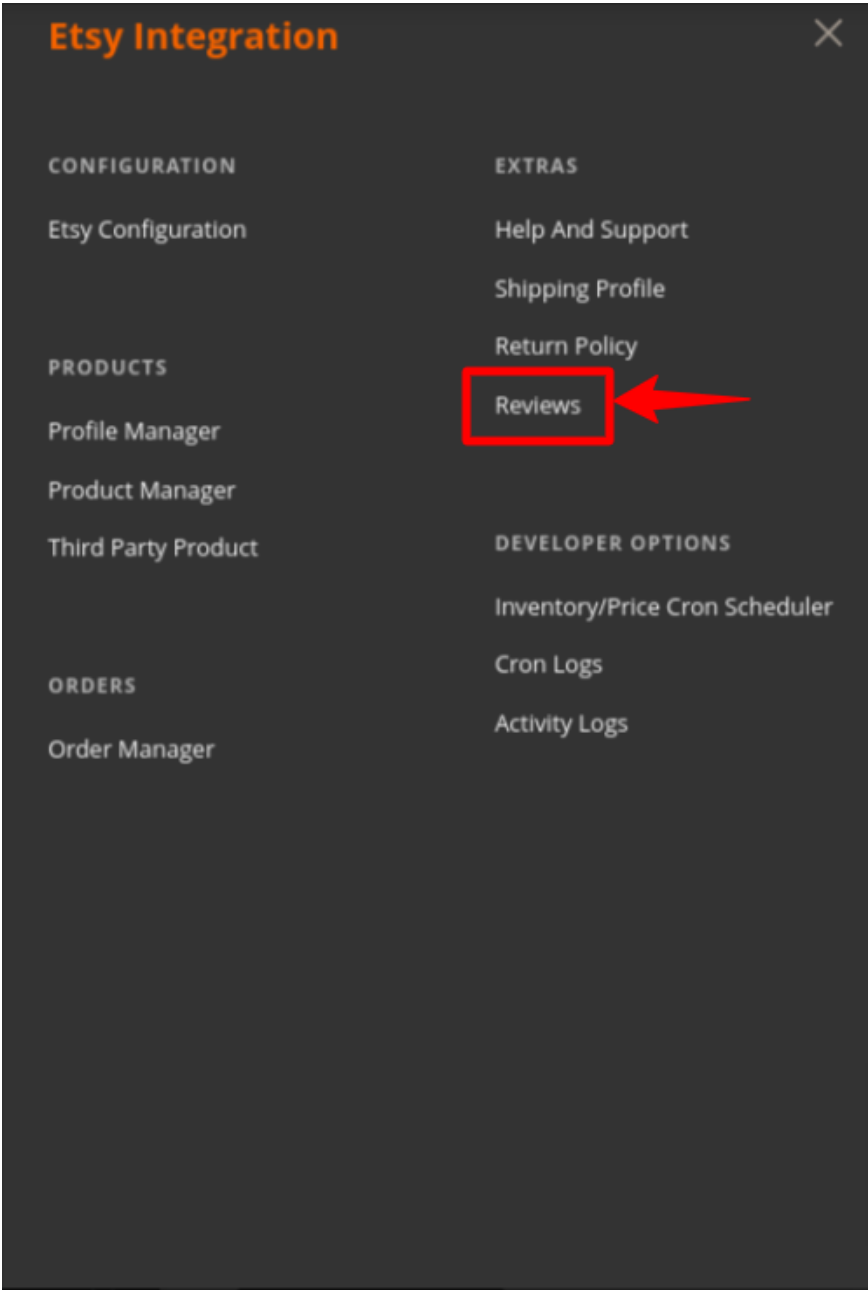 Etsy Integration
CONFIGURATION
Etsy Configuration
PRODUCTS
Profile Manager
Product Manager
Third Party Product
ORDERS
Order Manager
EXTRAS
Help And Support
Shipping Profile
Return Policy
Reviews
DEVELOPER OPTIONS
Inventory/Price Cron Scheduler
Cron Logs
Activity Logs